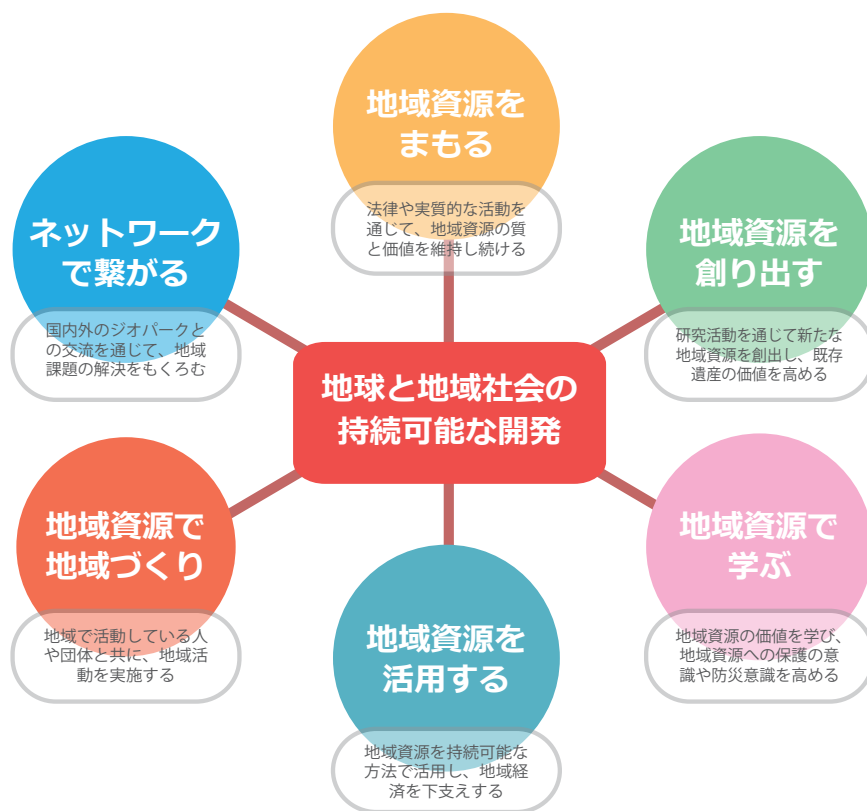 地域資源を
まもる
法律や実質的な活動を
通じて、地域資源の質
と価値を維持し続ける
地域資源を
創り出す
研究活動を通じて新たな
地域資源を創出し、既存
遺産の価値を高める
地域資源で
学ぶ
地域資源の価値を学び、
地域資源への保護の意
識や防災意識を高める
地域資源を
活用する
地域資源を持続可能な
方法で活用し、地域経
済を下支えする
地域資源で
地域づくり
地域で活動している人
や団体と共に、地域活
動を実施する
ネットワーク
で繋がる
国内外のジオパークと
の交流を通じて、地域
課題の解決をもくろむ
地球と地域社会の
持続可能な開発